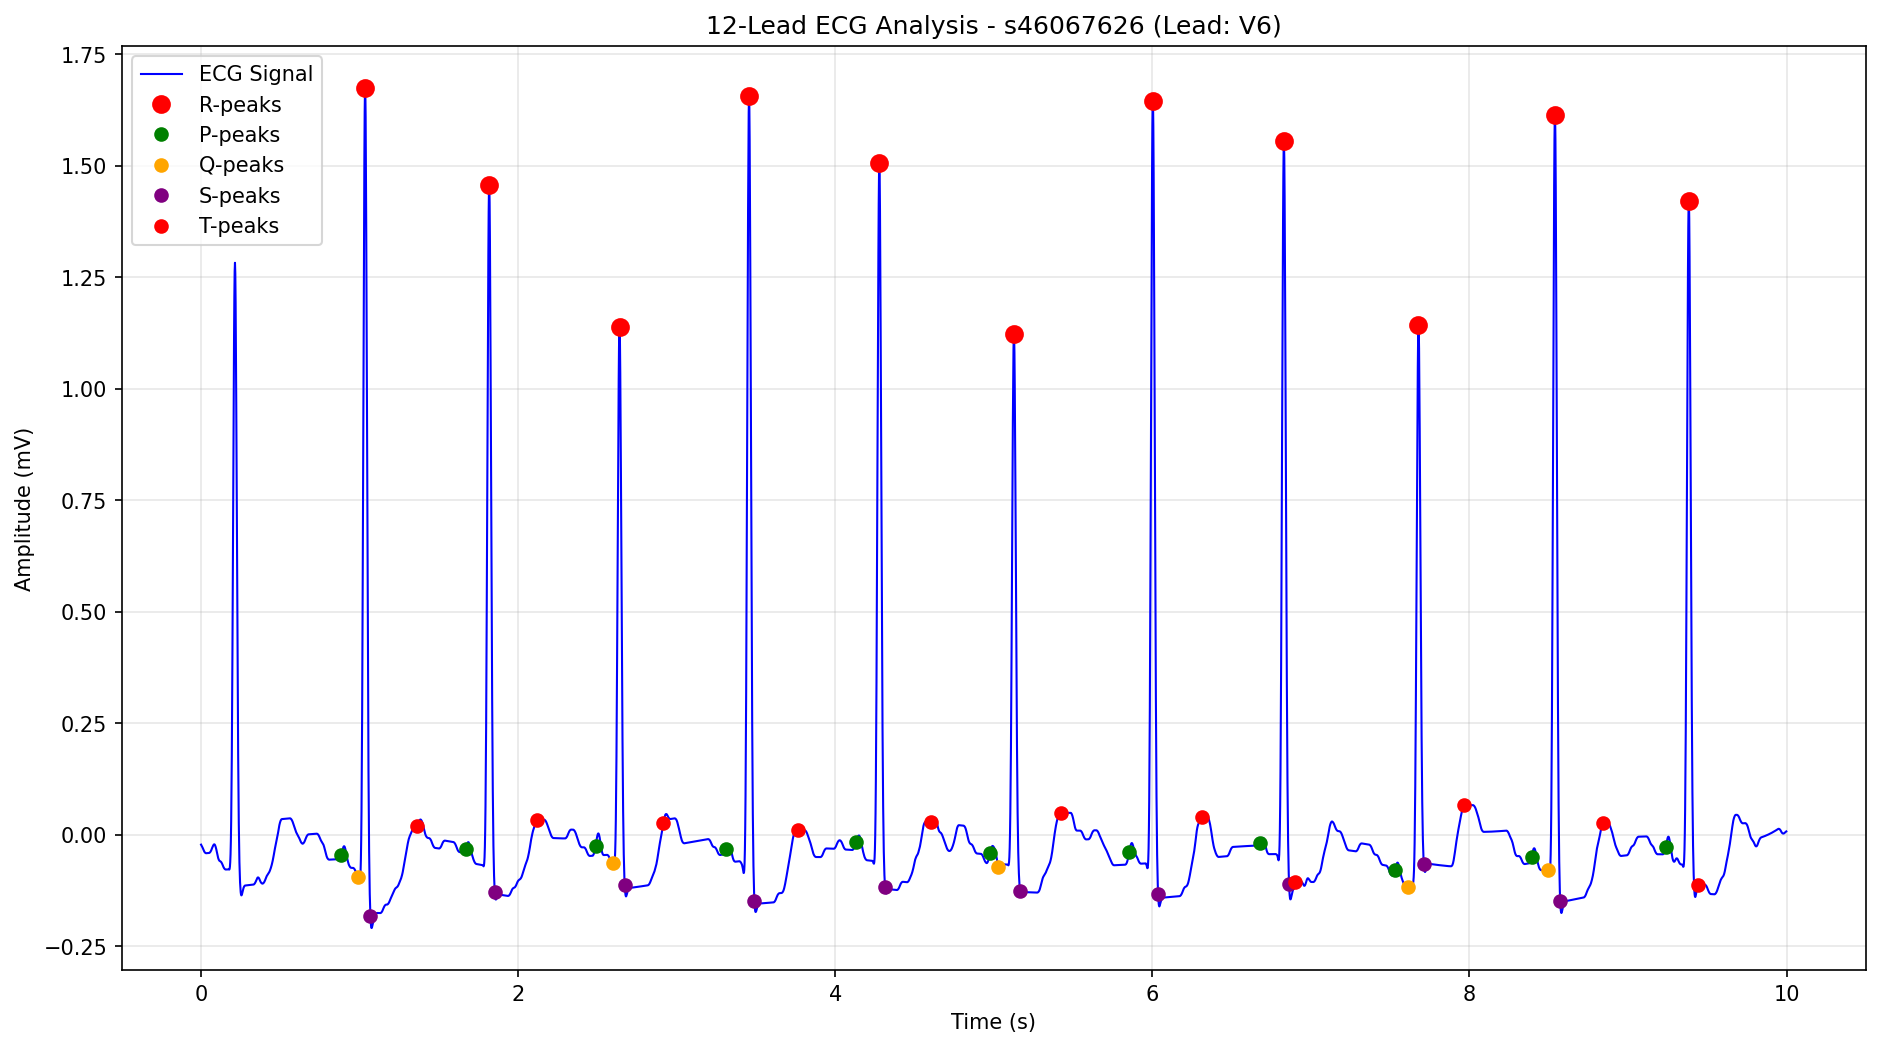 12-Lead ECG Analysis - s46067626 (Lead: V6)
ECG Signal
R-peaks
P-peaks
Q-peaks
S-peaks
T-peaks
Amplitude (mV)
1.75
1.50
1.25
1.00
0.75
0.50
0.25
0.00
−0.25
0 2 4 6 8 10
Time (s)